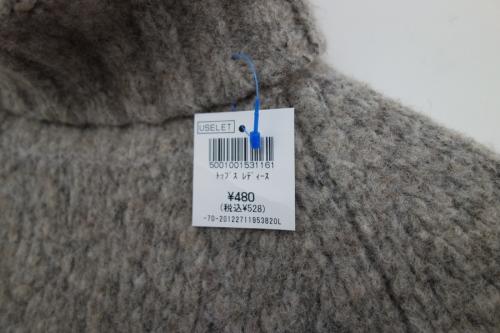 USELET
5001001531161
トップス レディース
¥480
(税込¥528)
-70-20122711953820L